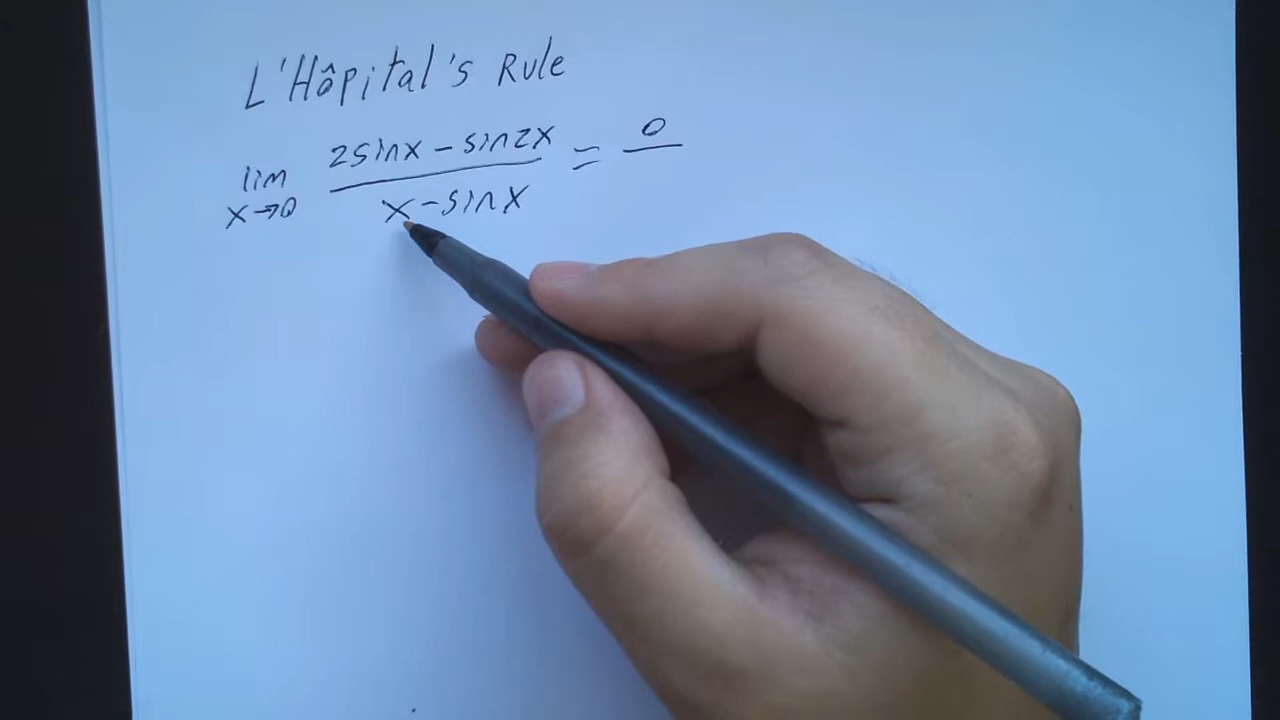 L'Hôpital's Rule
lim x→0 (2sinx - sin2x)/(x - sinx) = 0/